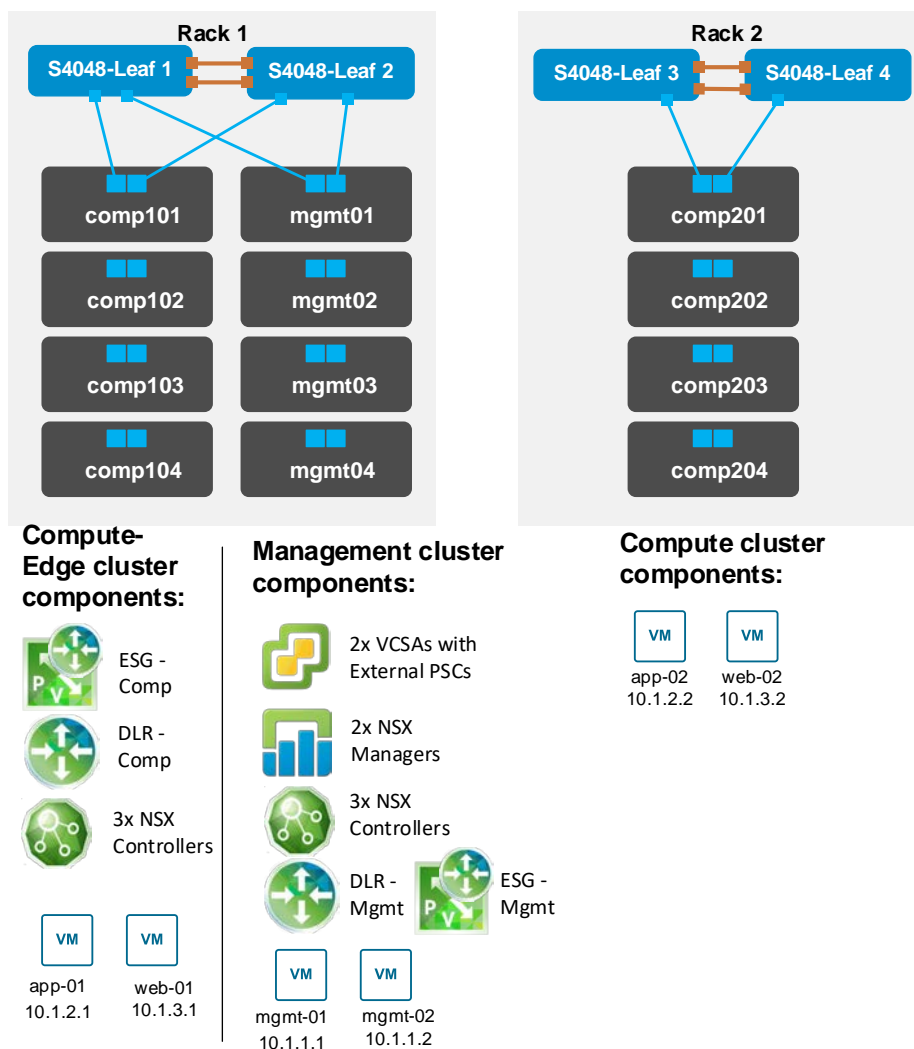 Rack 1
S4048-Leaf 1
S4048-Leaf 2
comp101
mgmt01
comp102
mgmt02
comp103
mgmt03
comp104
mgmt04
Rack 2
S4048-Leaf 3
S4048-Leaf 4
comp201
comp202
comp203
comp204
Compute-
Edge cluster
components:
P V
ESG -
Comp
DLR -
Comp
3x NSX
Controllers
VM
VM
app-01
10.1.2.1
web-01
10.1.3.1
Management cluster
components:
2x VCSAs with
External PSCs
2x NSX
Managers
3x NSX
Controllers
DLR -
Mgmt
P V
ESG -
Mgmt
VM
VM
mgmt-01
10.1.1.1
mgmt-02
10.1.1.2
Compute cluster
components:
VM
VM
app-02
10.1.2.2
web-02
10.1.3.2